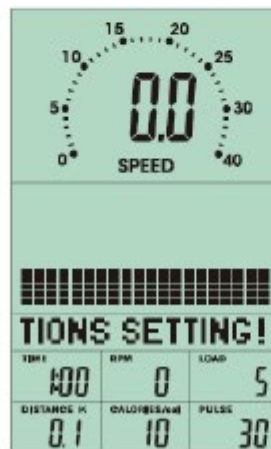 15 20
10 25
0.0
5 30
0 SPEED 40
TIONS SETTING!
TIME RPM LOAD
1:00 0 5
DISTANCE K CALORIES/cal PULSE
0.1 10 30